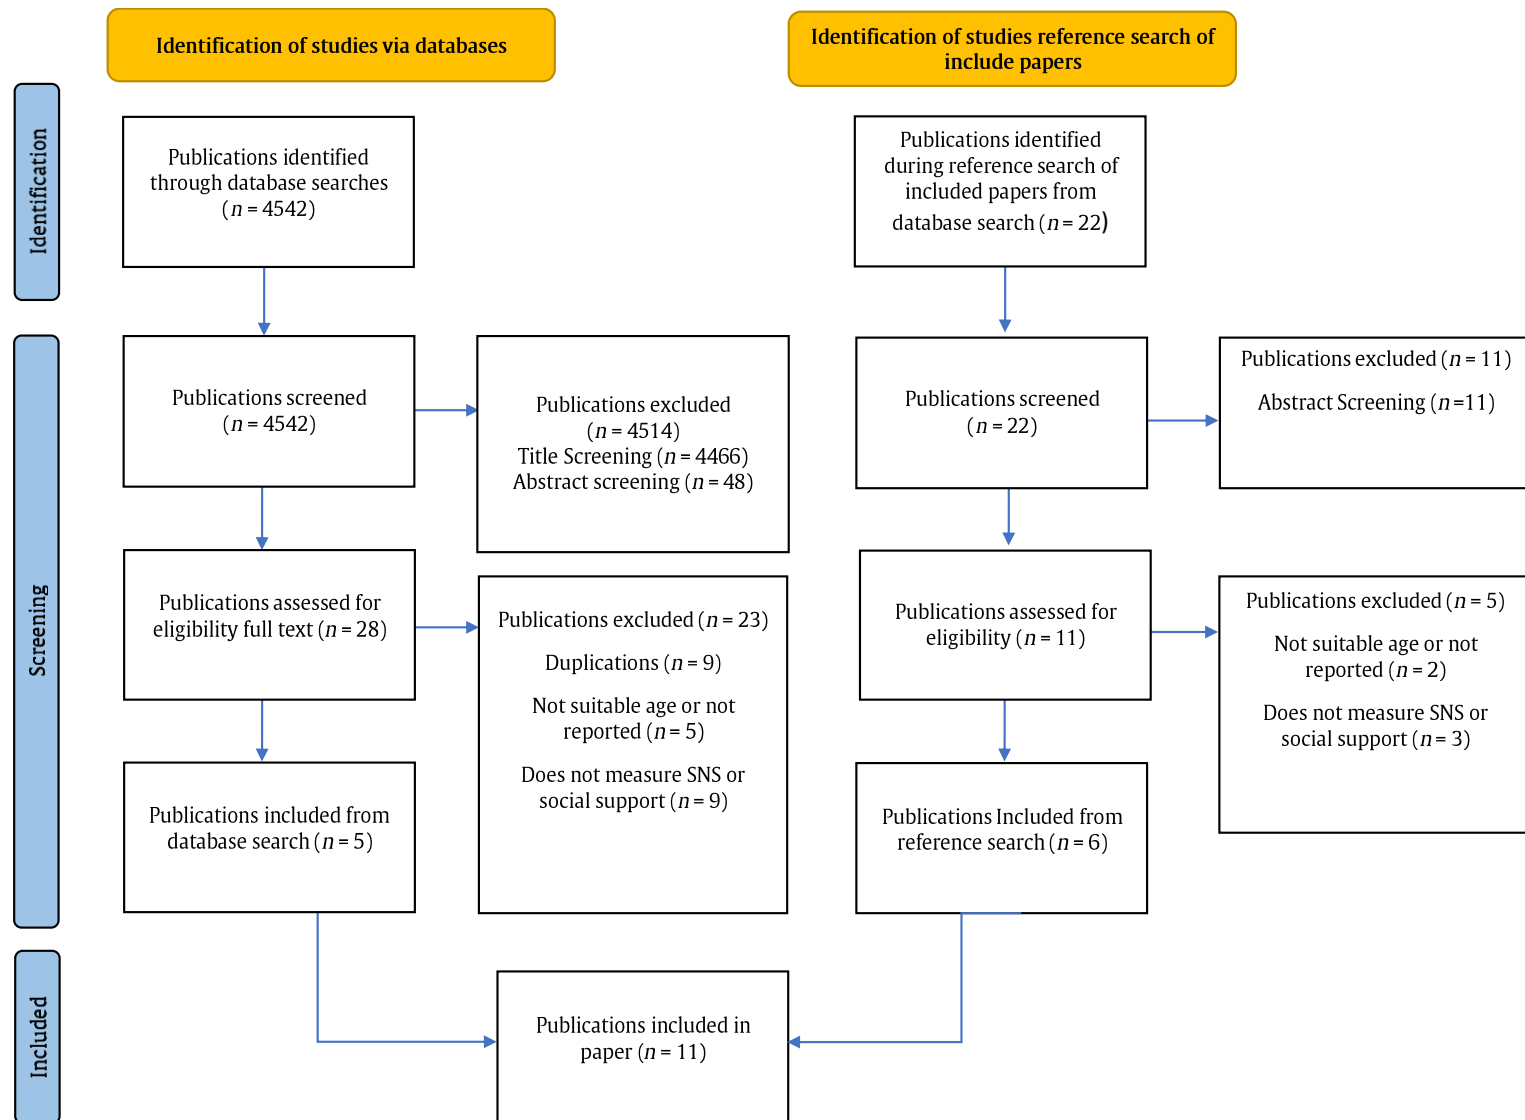 Identification of studies via databases
Identification of studies reference search of
include papers
Identification
Publications identified
through database searches
(n = 4542)
Publications identified
during reference search of
included papers from
database search (n = 22)
Screening
Publications screened
(n = 4542)
Publications excluded
(n = 4514)
Title Screening (n = 4466)
Abstract screening (n = 48)
Publications screened
(n = 22)
Publications excluded (n = 11)
Abstract Screening (n =11)
Publications assessed for
eligibility full text (n = 28)
Publications excluded (n = 23)
Duplications (n = 9)
Not suitable age or not
reported (n = 5)
Does not measure SNS or
social support (n = 9)
Publications assessed for
eligibility (n = 11)
Publications excluded (n = 5)
Not suitable age or not
reported (n = 2)
Does not measure SNS or
social support (n = 3)
Publications included from
database search (n = 5)
Publications Included from
reference search (n = 6)
Included
Publications included in
paper (n = 11)